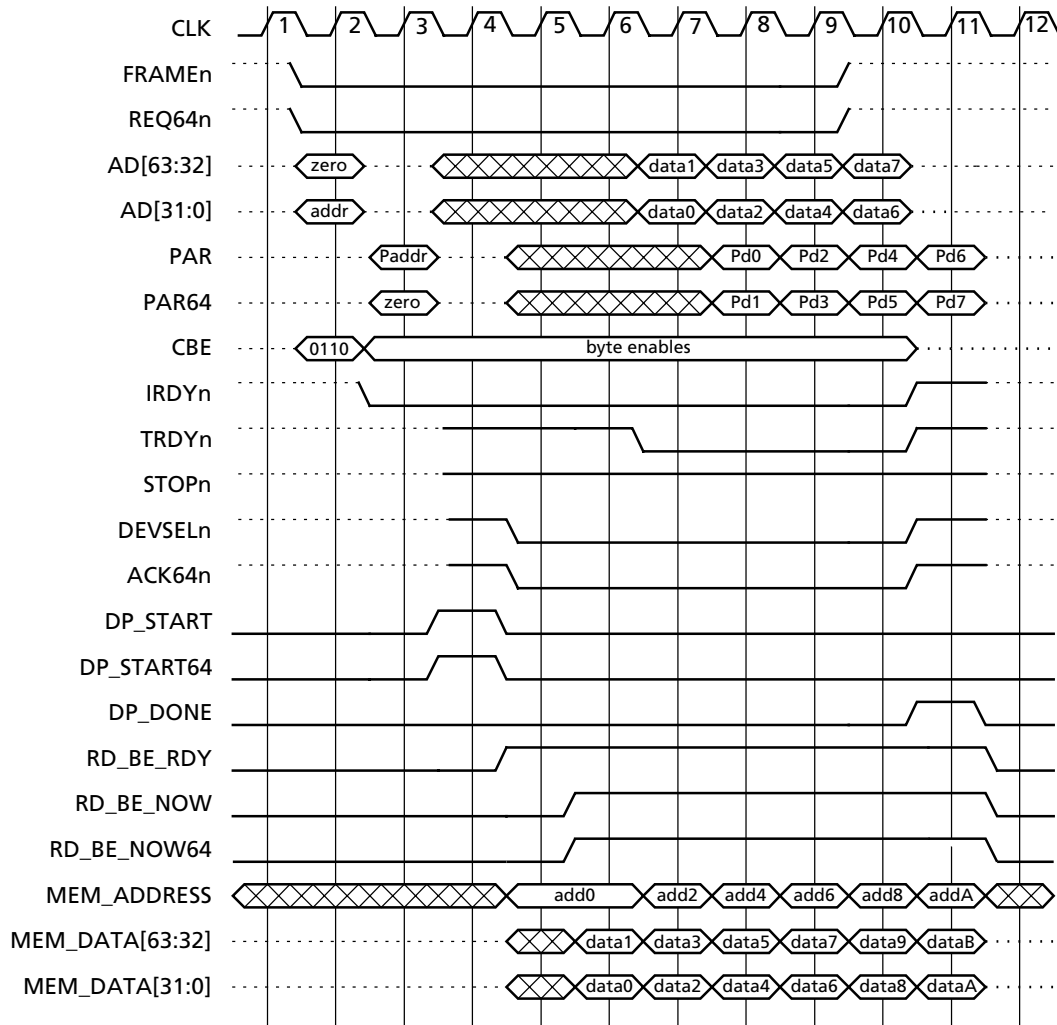 CLK 1 2 3 4 5 6 7 8 9 10 11 12
FRAMEn
REQ64n
AD[63:32] zero data1 data3 data5 data7
AD[31:0] addr data0 data2 data4 data6
PAR Paddr Pd0 Pd2 Pd4 Pd6
PAR64 zero Pd1 Pd3 Pd5 Pd7
CBE 0110 byte enables
IRDYn
TRDYn
STOPn
DEVSELn
ACK64n
DP_START
DP_START64
DP_DONE
RD_BE_RDY
RD_BE_NOW
RD_BE_NOW64
MEM_ADDRESS add0 add2 add4 add6 add8 addA
MEM_DATA[63:32] data1 data3 data5 data7 data9 dataB
MEM_DATA[31:0] data0 data2 data4 data6 data8 dataA